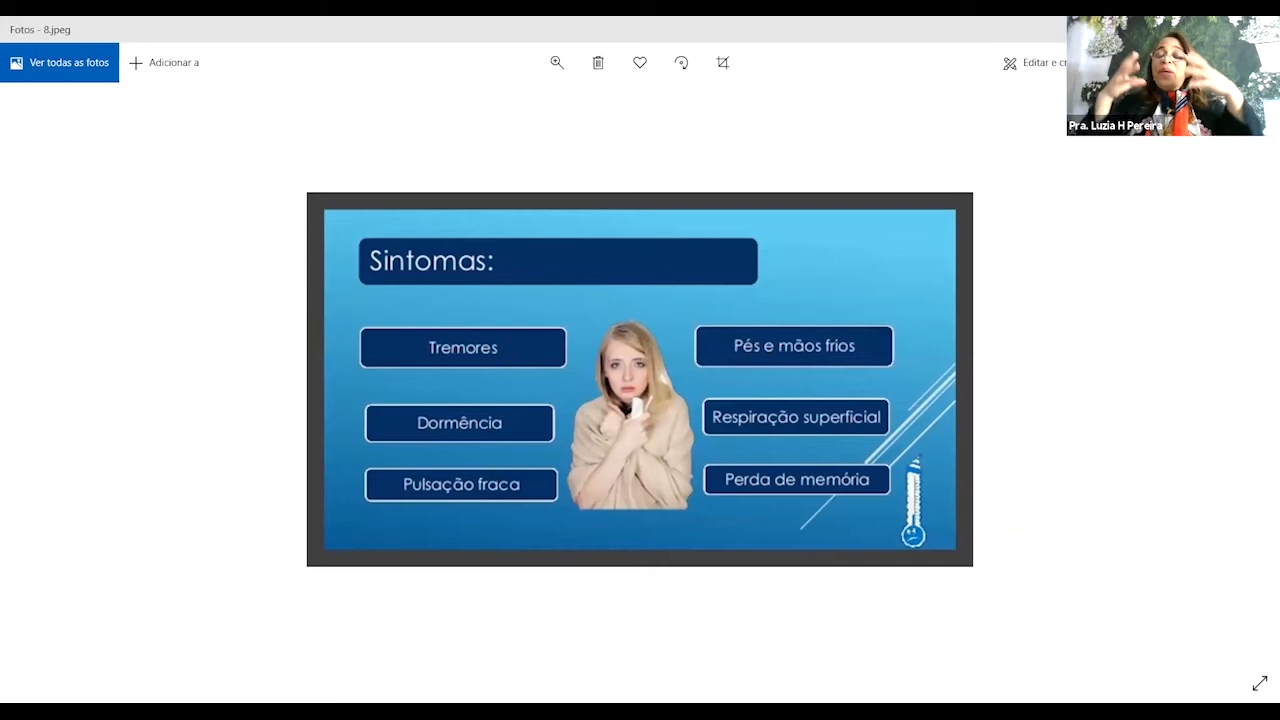 Fotos - 8.jpeg
Ver todas as fotos
Adicionar a
Editar e cr
Pra. Luzia H Pereira
Sintomas:
Tremores
Pés e mãos frios
Dormência
Respiração superficial
Pulsação fraca
Perda de memória